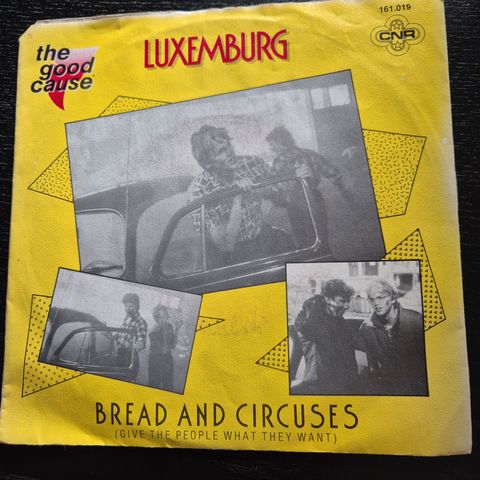 161.019
the
good
cause
LUXEMBURG
CNR
BREAD AND CIRCUSES
(GIVE THE PEOPLE WHAT THEY WANT)